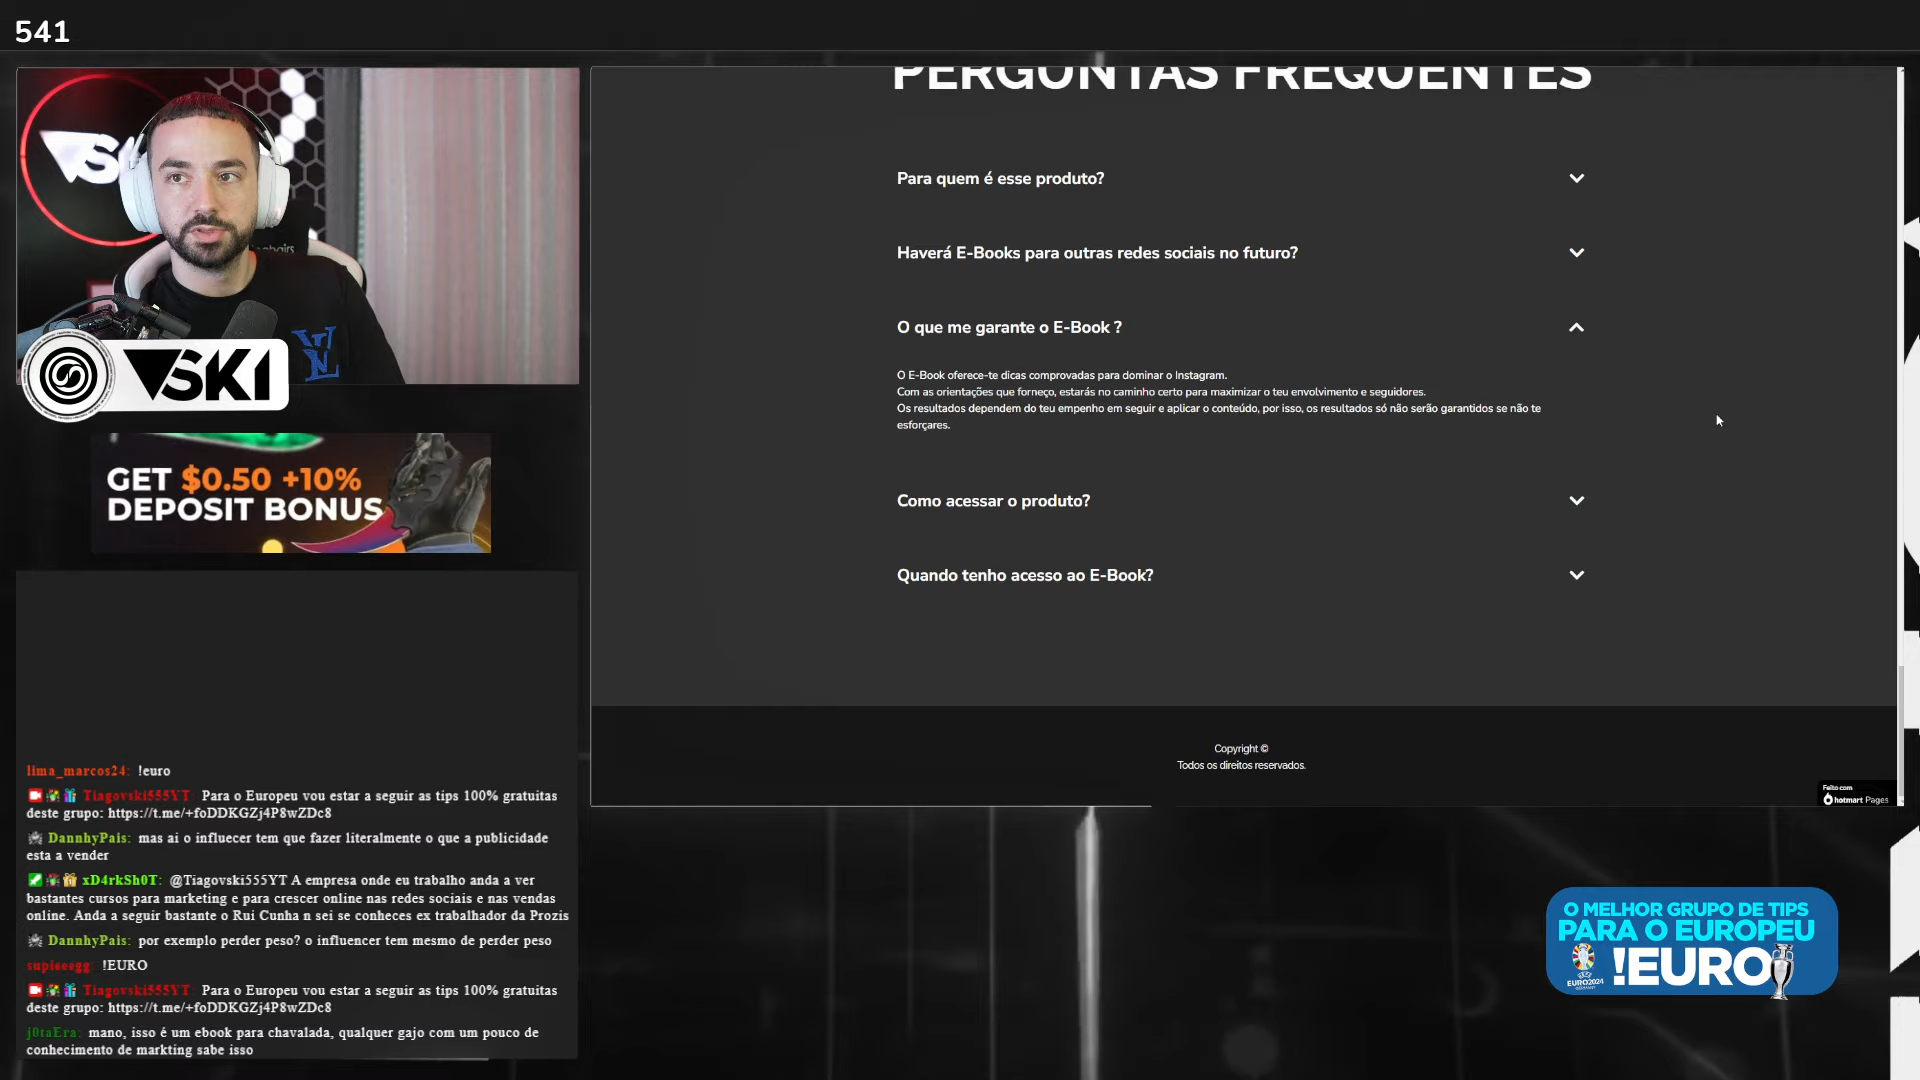 541
VSKI
GET $0.50 +10%
DEPOSIT BONUS
lima_marcos24: !euro
Tiagovski555YT: Para o Europeu vou estar a seguir as tips 100% gratuitas
deste grupo: https://t.me/+foDDKGZj4P8wZDc8
DannhyPais: mas ai o influecer tem que fazer literalmente o que a publicidade
esta a vender
xD4rkSh0T: @Tiagovski555YT A empresa onde eu trabalho anda a ver
bastantes cursos para marketing e para crescer online nas redes sociais e nas vendas
online. Anda a seguir bastante o Rui Cunha n sei se conheces ex trabalhador da Prozis
DannhyPais: por exemplo perder peso? o influencer tem mesmo de perder peso
supieeegg: !EURO
Tiagovski555YT: Para o Europeu vou estar a seguir as tips 100% gratuitas
deste grupo: https://t.me/+foDDKGZj4P8wZDc8
j0taEra: mano, isso é um ebook para chavalada, qualquer gajo com um pouco de
conhecimento de markting sabe isso
PERGUNTAS FREQUENTES
Para quem é esse produto?
Haverá E-Books para outras redes sociais no futuro?
O que me garante o E-Book ?
O E-Book oferece-te dicas comprovadas para dominar o Instagram.
Com as orientações que forneço, estarás no caminho certo para maximizar o teu envolvimento e seguidores.
Os resultados dependem do teu empenho em seguir e aplicar o conteúdo, por isso, os resultados só não serão garantidos se não te
esforçares.
Como acessar o produto?
Quando tenho acesso ao E-Book?
Copyright ©
Todos os direitos reservados.
Feito com
hotmart Pages
O MELHOR GRUPO DE TIPS
PARA O EUROPEU
!EURO
EURO2024
GERMANY